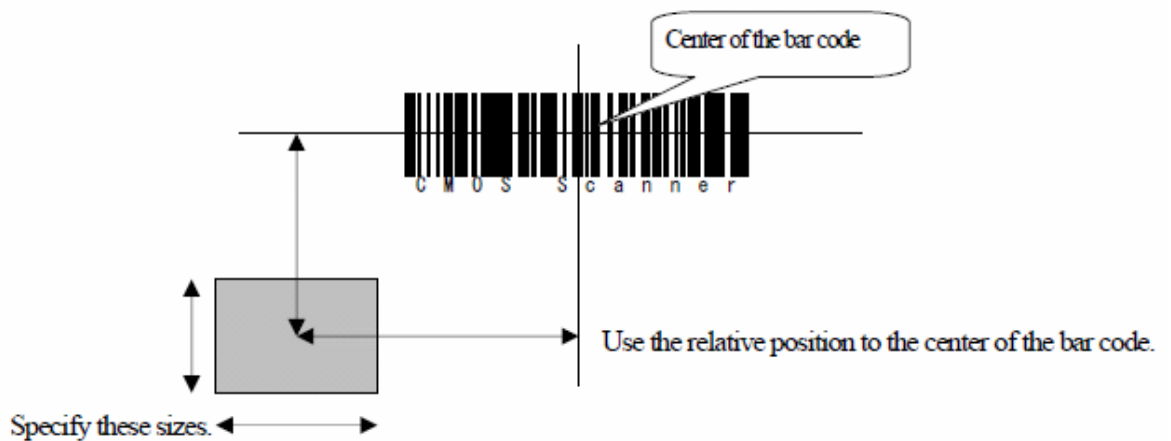 Center of the bar code
CMOS Scanner
Use the relative position to the center of the bar code.
Specify these sizes.